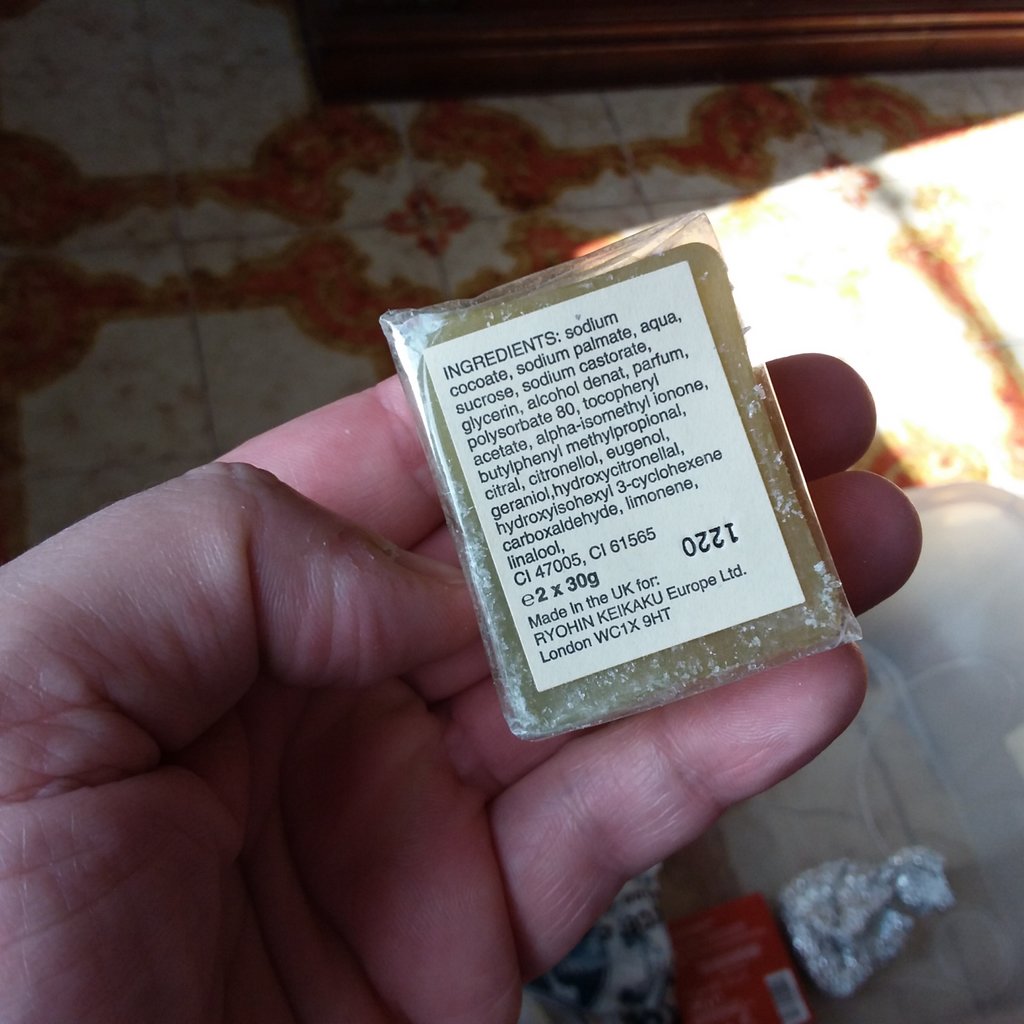 INGREDIENTS: sodium
cocoate, sodium palmate, aqua,
sucrose, sodium castorate,
glycerin, alcohol denat, parfum,
polysorbate 80, tocopheryl
acetate, alpha-isomethyl ionone,
butylphenyl methylpropional,
citral, citronellol, eugenol,
geraniol,hydroxycitronellal,
hydroxyisohexyl 3-cyclohexene
carboxaldehyde, limonene,
linalool,
CI 47005, CI 61565
1220
e2 x 30g
Made in the UK for:
RYOHIN KEIKAKU Europe Ltd.
London WC1X 9HT